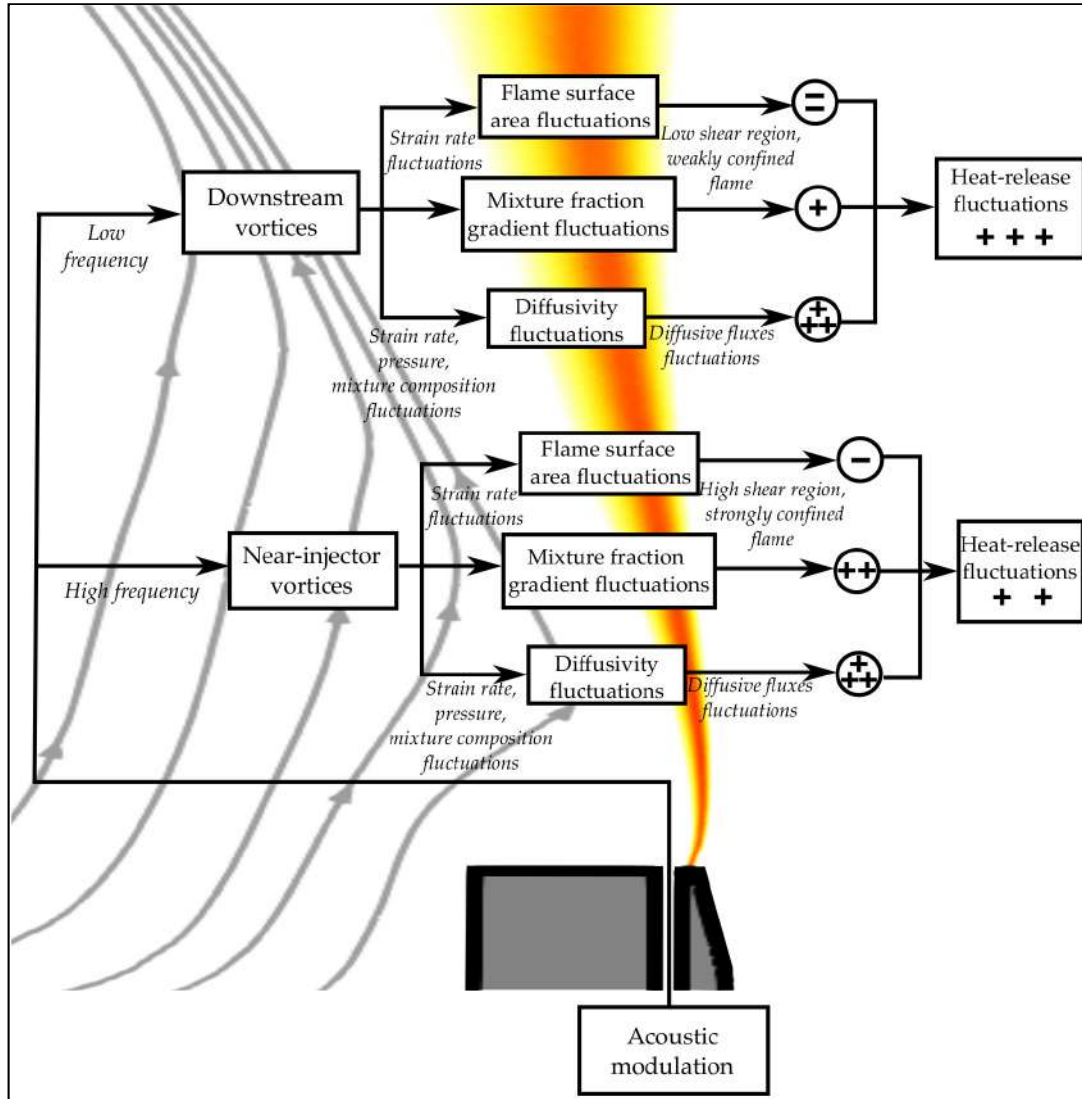 Flame surface
area fluctuations
=
Strain rate
fluctuations
Low shear region,
weakly confined
flame
Downstream
vortices
Low
frequency
Mixture fraction
gradient fluctuations
+
Heat-release
fluctuations
+ + +
Diffusivity
fluctuations
+
++
Strain rate,
pressure,
mixture composition
fluctuations
Diffusive fluxes
fluctuations
Flame surface
area fluctuations
−
Strain rate
fluctuations
High shear region,
strongly confined
flame
Near-injector
vortices
High frequency
Mixture fraction
gradient fluctuations
++
Heat-release
fluctuations
+ +
Diffusivity
fluctuations
+
++
Strain rate,
pressure,
mixture composition
fluctuations
Diffusive fluxes
fluctuations
Acoustic
modulation